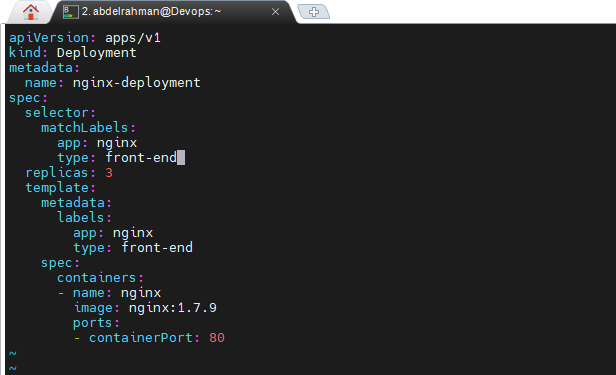 2. abdelrahman@Devops: ~
apiVersion: apps/v1
kind: Deployment
metadata:
  name: nginx-deployment
spec:
  selector:
    matchLabels:
      app: nginx
      type: front-end
  replicas: 3
  template:
    metadata:
      labels:
        app: nginx
        type: front-end
    spec:
      containers:
      - name: nginx
        image: nginx:1.7.9
        ports:
        - containerPort: 80
~
~